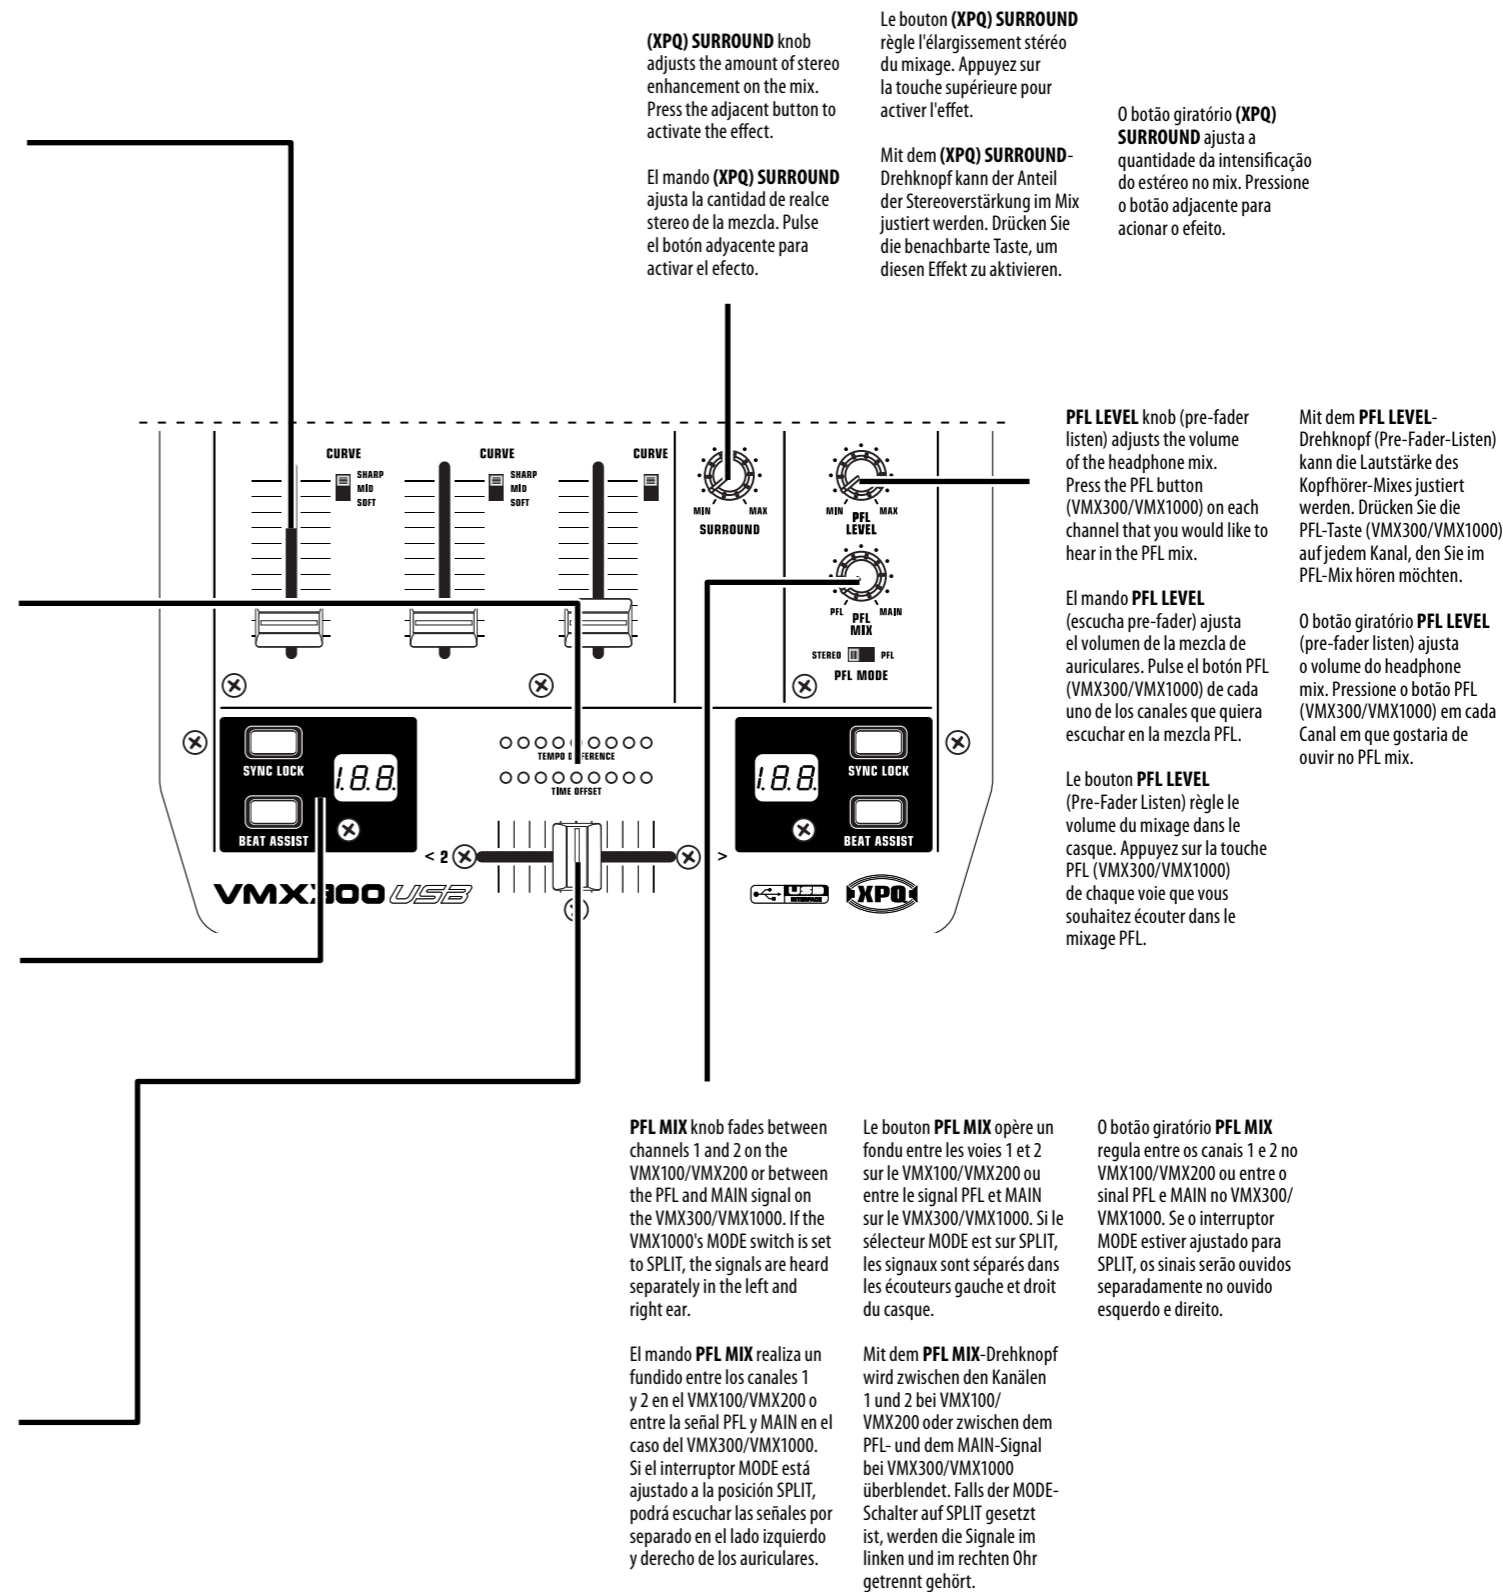 (XPQ) SURROUND knob
adjusts the amount of stereo
enhancement on the mix.
Press the adjacent button to
activate the effect.
El mando (XPQ) SURROUND
ajusta la cantidad de realce
stereo de la mezcla. Pulse
el botón adyacente para
activar el efecto.
Le bouton (XPQ) SURROUND
règle l'élargissement stéréo
du mixage. Appuyez sur
la touche supérieure pour
activer l'effet.
Mit dem (XPQ) SURROUND-
Drehknopf kann der Anteil
der Stereoverstärkung im Mix
justiert werden. Drücken Sie
die benachbarte Taste, um
diesen Effekt zu aktivieren.
O botão giratório (XPQ)
SURROUND ajusta a
quantidade da intensificação
do estéreo no mix. Pressione
o botão adjacente para
acionar o efeito.
CURVE
SHARP
MID
SOFT
CURVE
SHARP
MID
SOFT
CURVE
MIN MAX
SURROUND
MIN MAX
PFL
LEVEL
PFL MAIN
PFL
MIX
STEREO PFL
PFL MODE
SYNC LOCK
BEAT ASSIST
1.8.8.
TEMPO DIFFERENCE
TIME OFFSET
< 2
>
1.8.8.
SYNC LOCK
BEAT ASSIST
VMX300 USB
USB
INTERFACE
XPQ
PFL LEVEL knob (pre-fader
listen) adjusts the volume
of the headphone mix.
Press the PFL button
(VMX300/VMX1000) on each
channel that you would like to
hear in the PFL mix.
El mando PFL LEVEL
(escucha pre-fader) ajusta
el volumen de la mezcla de
auriculares. Pulse el botón PFL
(VMX300/VMX1000) de cada
uno de los canales que quiera
escuchar en la mezcla PFL.
Le bouton PFL LEVEL
(Pre-Fader Listen) règle le
volume du mixage dans le
casque. Appuyez sur la touche
PFL (VMX300/VMX1000)
de chaque voie que vous
souhaitez écouter dans le
mixage PFL.
Mit dem PFL LEVEL-
Drehknopf (Pre-Fader-Listen)
kann die Lautstärke des
Kopfhörer-Mixes justiert
werden. Drücken Sie die
PFL-Taste (VMX300/VMX1000)
auf jedem Kanal, den Sie im
PFL-Mix hören möchten.
O botão giratório PFL LEVEL
(pre-fader listen) ajusta
o volume do headphone
mix. Pressione o botão PFL
(VMX300/VMX1000) em cada
Canal em que gostaria de
ouvir no PFL mix.
PFL MIX knob fades between
channels 1 and 2 on the
VMX100/VMX200 or between
the PFL and MAIN signal on
the VMX300/VMX1000. If the
VMX1000's MODE switch is set
to SPLIT, the signals are heard
separately in the left and
right ear.
El mando PFL MIX realiza un
fundido entre los canales 1
y 2 en el VMX100/VMX200 o
entre la señal PFL y MAIN en el
caso del VMX300/VMX1000.
Si el interruptor MODE está
ajustado a la posición SPLIT,
podrá escuchar las señales por
separado en el lado izquierdo
y derecho de los auriculares.
Le bouton PFL MIX opère un
fondu entre les voies 1 et 2
sur le VMX100/VMX200 ou
entre le signal PFL et MAIN
sur le VMX300/VMX1000. Si le
sélecteur MODE est sur SPLIT,
les signaux sont séparés dans
les écouteurs gauche et droit
du casque.
Mit dem PFL MIX-Drehknopf
wird zwischen den Kanälen
1 und 2 bei VMX100/
VMX200 oder zwischen dem
PFL- und dem MAIN-Signal
bei VMX300/VMX1000
überblendet. Falls der MODE-
Schalter auf SPLIT gesetzt
ist, werden die Signale im
linken und im rechten Ohr
getrennt gehört.
O botão giratório PFL MIX
regula entre os canais 1 e 2 no
VMX100/VMX200 ou entre o
sinal PFL e MAIN no VMX300/
VMX1000. Se o interruptor
MODE estiver ajustado para
SPLIT, os sinais serão ouvidos
separadamente no ouvido
esquerdo e direito.